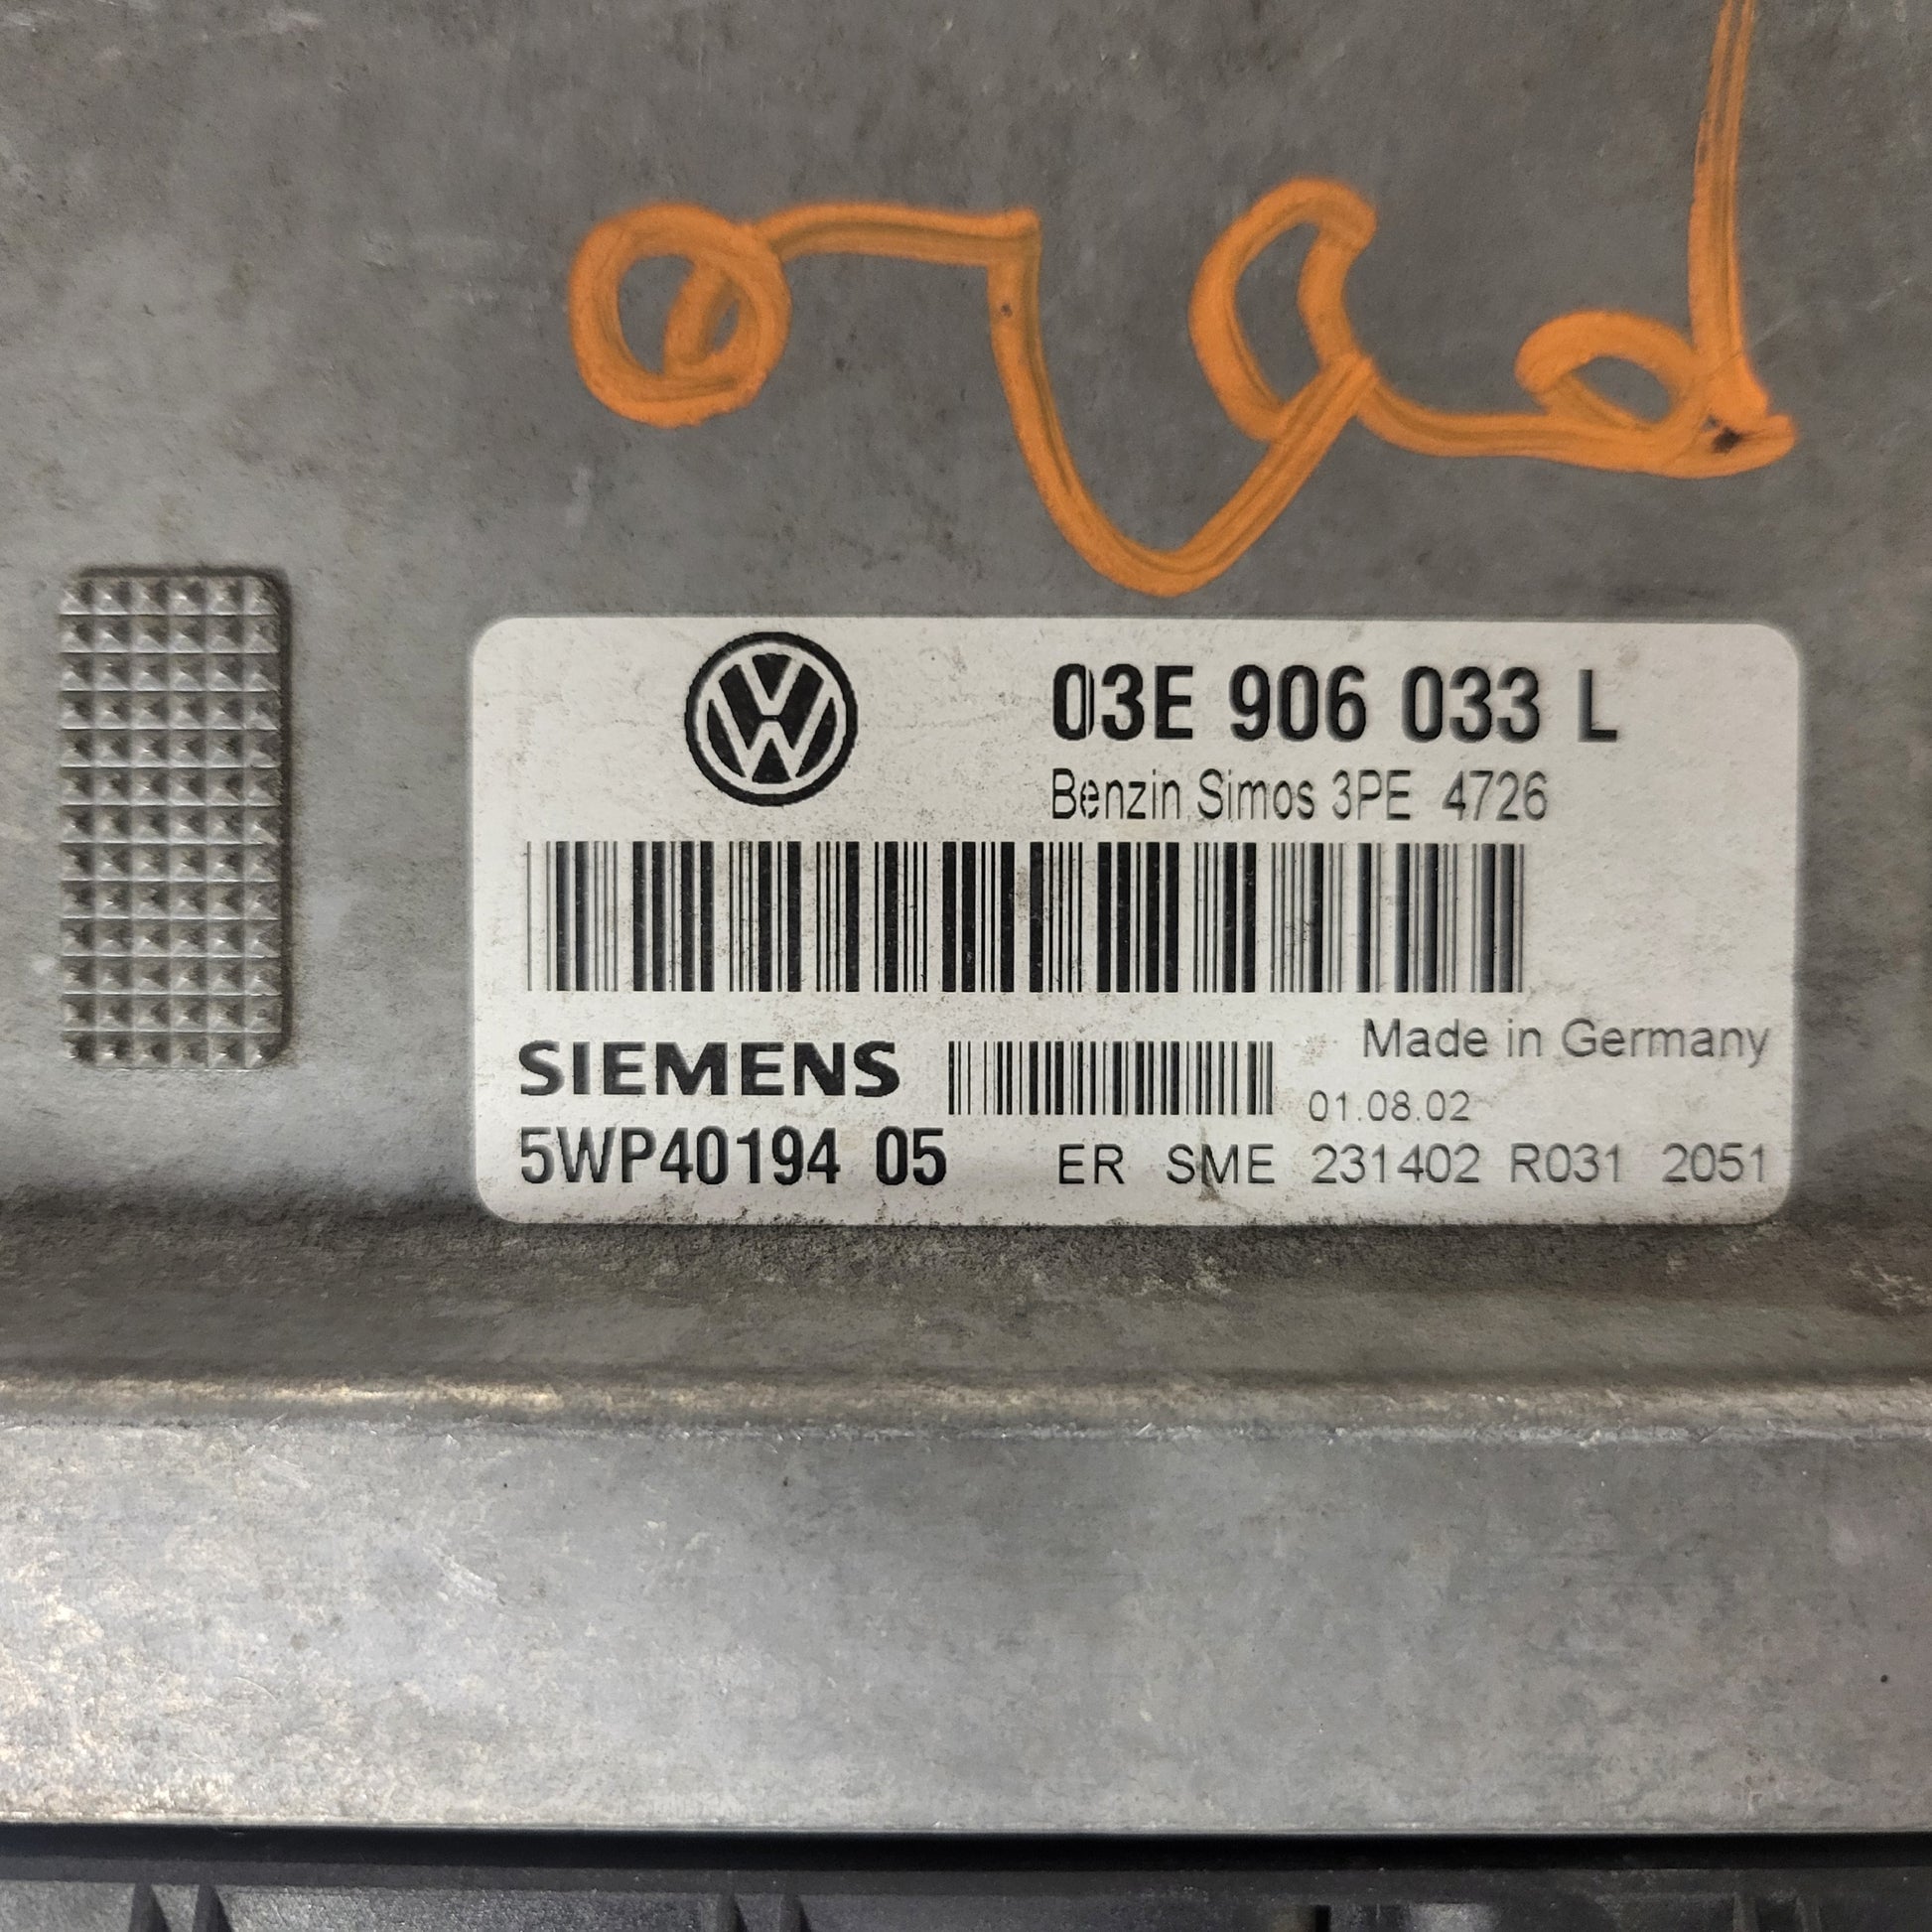 03E 906 033 L
Benzin Simos 3PE 4726
Made in Germany
SIEMENS
01.08.02
5WP40194 05 ER SME 231402 R031 2051